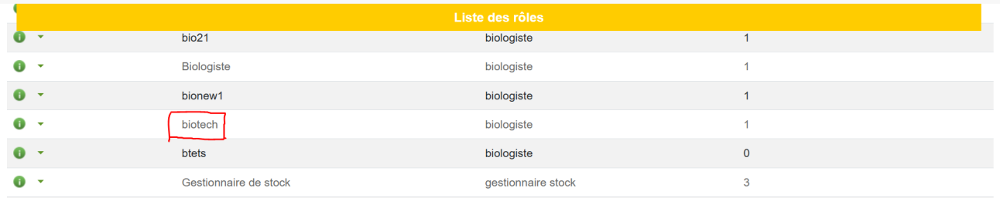 Liste des rôles
bio21 biologiste 1
Biologiste biologiste 1
bionew1 biologiste 1
biotech biologiste 1
btets biologiste 0
Gestionnaire de stock gestionnaire stock 3